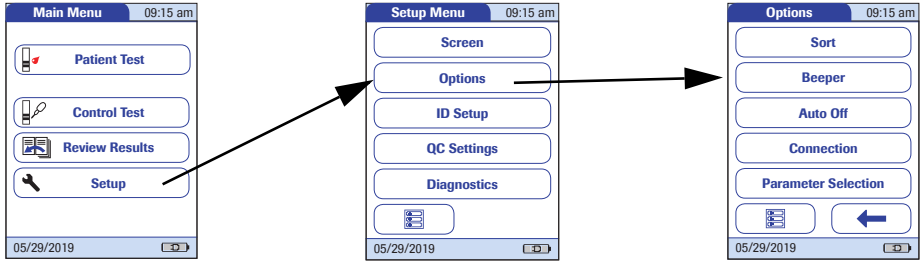 Main Menu 09:15 am
Patient Test
Control Test
Review Results
Setup
05/29/2019
Setup Menu 09:15 am
Screen
Options
ID Setup
QC Settings
Diagnostics
05/29/2019
Options 09:15 am
Sort
Beeper
Auto Off
Connection
Parameter Selection
05/29/2019